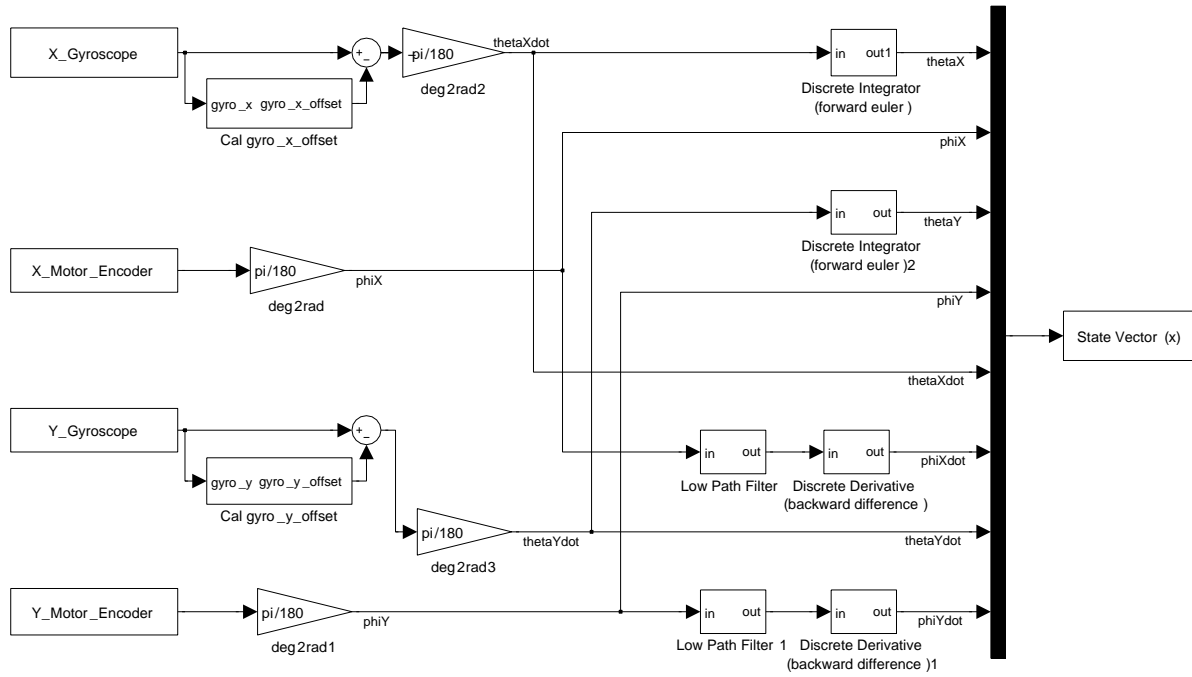 X_Gyroscope
+
_
-pi/180
thetaXdot
deg2rad2
gyro_x gyro_x_offset
Cal gyro_x_offset
in out1
thetaX
Discrete Integrator
(forward euler )
phiX
in out
thetaY
Discrete Integrator
(forward euler )2
X_Motor_Encoder
pi/180
phiX
deg2rad
phiY
State Vector (x)
thetaXdot
Y_Gyroscope
+
_
gyro_y gyro_y_offset
Cal gyro_y_offset
in out
Low Path Filter
in out
phiXdot
Discrete Derivative
(backward difference )
pi/180
thetaYdot
deg2rad3
thetaYdot
Y_Motor_Encoder
pi/180
phiY
deg2rad1
in out
Low Path Filter 1
in out
phiYdot
Discrete Derivative
(backward difference )1